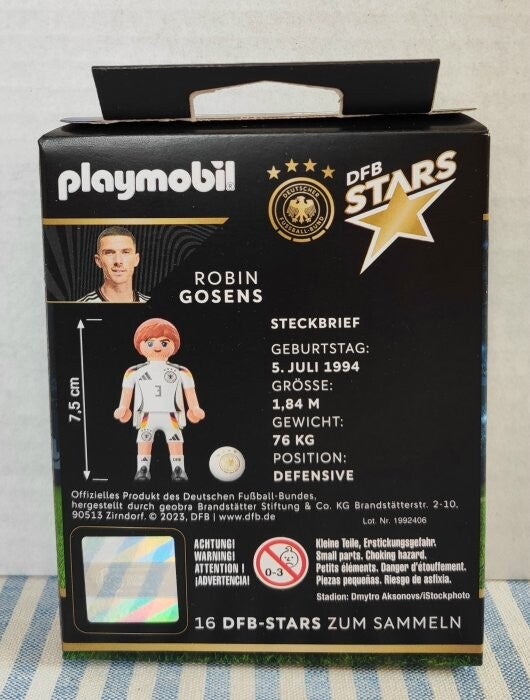 playmobil
DEUTSCHER
FUSSBALL-BUND
DFB
STARS
ROBIN
GOSENS
7,5 cm
3
STECKBRIEF
GEBURTSTAG:
5. JULI 1994
GRÖSSE:
1,84 M
GEWICHT:
76 KG
POSITION:
DEFENSIVE
Offizielles Produkt des Deutschen Fußball-Bundes,
hergestellt durch geobra Brandstätter Stiftung & Co. KG Brandstätterstr. 2-10,
90513 Zirndorf. © 2023, DFB | www.dfb.de
Lot. Nr. 1992406
ACHTUNG!
WARNING!
ATTENTION !
¡ADVERTENCIA!
0-3
Kleine Teile, Erstickungsgefahr.
Small parts. Choking hazard.
Petits éléments. Danger d'étouffement.
Piezas pequeñas. Riesgo de asfixia.
Stadion: Dmytro Aksonovs/iStockphoto
16 DFB-STARS ZUM SAMMELN